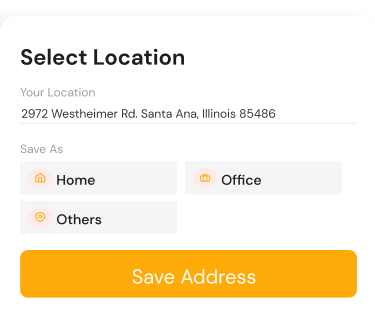 Select Location
Your Location
2972 Westheimer Rd. Santa Ana, Illinois 85486
Save As
Home
Office
Others
Save Address